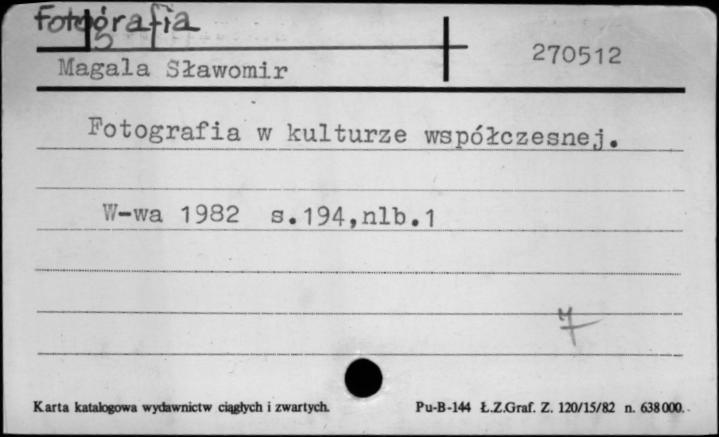 Fotografia
270512
Magala Sławomir
Fotografia w kulturze współczesnej.
W-wa 1982 s.194,nlb.1
7
Karta katalogowa wydawnictw ciągłych i zwartych.
Pu-B-144 Ł.Z.Graf. Z. 120/15/82 n. 638000.